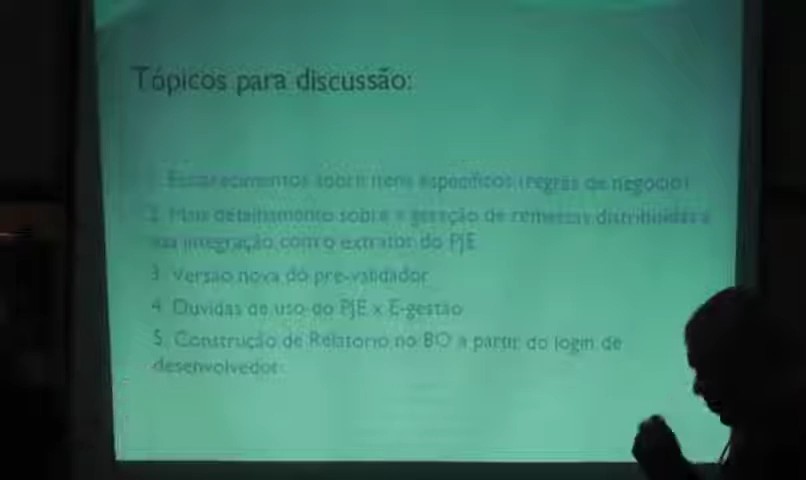 Tópicos para discussão:
Esclarecimentos sobre itens específicos (regras de negócio)
2. Mais detalhamento sobre a geração de remessas distribuídas e
sua integração com o extrator do PJE
3. Versão nova do pré-validador
4. Dúvidas de uso do PJE x E-gestão
5. Construção de Relatório no BO a partir do login de
desenvolvedor.